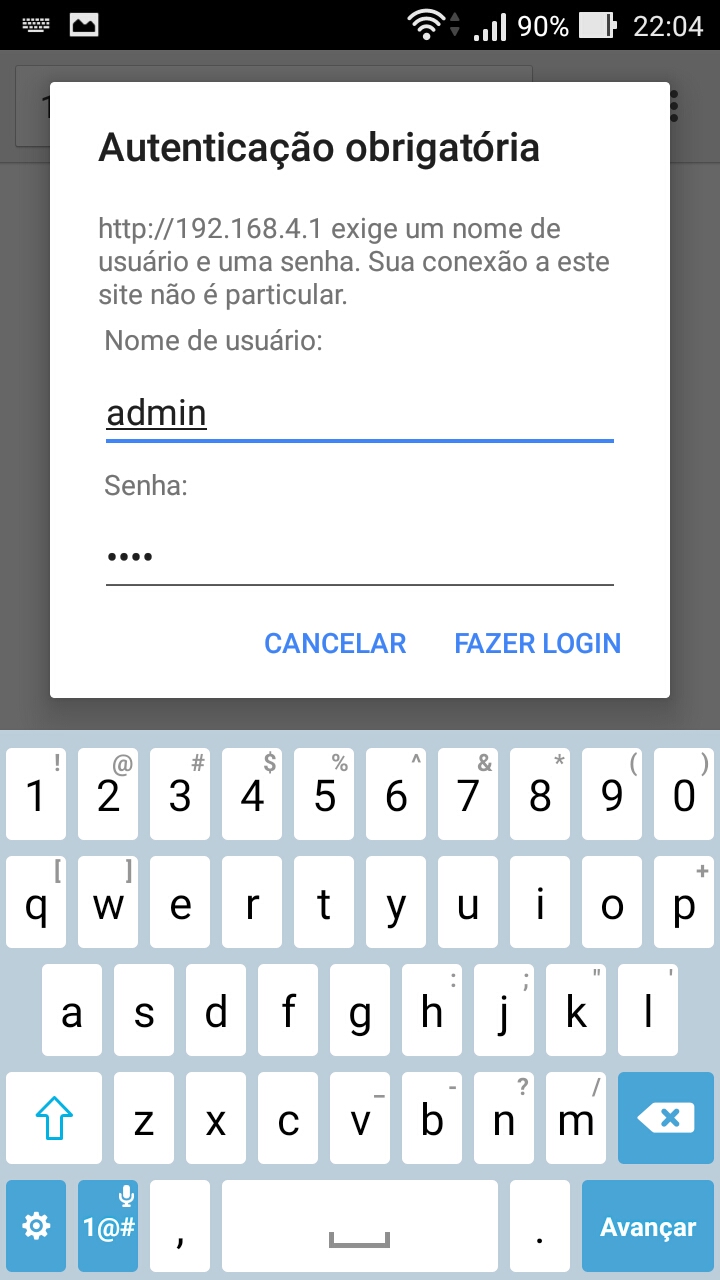 90% 22:04
1
Autenticação obrigatória
http://192.168.4.1 exige um nome de
usuário e uma senha. Sua conexão a este
site não é particular.
Nome de usuário:
admin
Senha:
••••
CANCELAR FAZER LOGIN
! @ # $ % ^ & * ( )
1 2 3 4 5 6 7 8 9 0
[ ] +
q w e r t y u i o p
: ; " '
a s d f g h j k l
_ - ? /
z x c v b n m
1@# , . Avançar